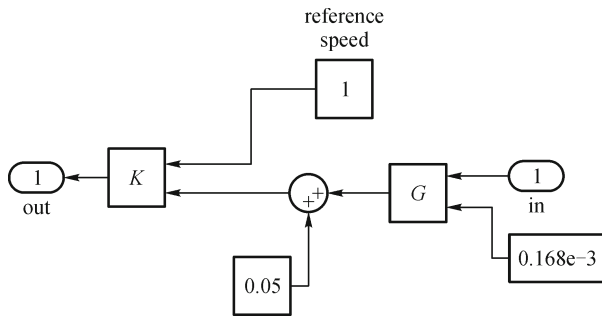 reference
speed
1
1
out
K
+
+
G
1
in
0.05
0.168e−3